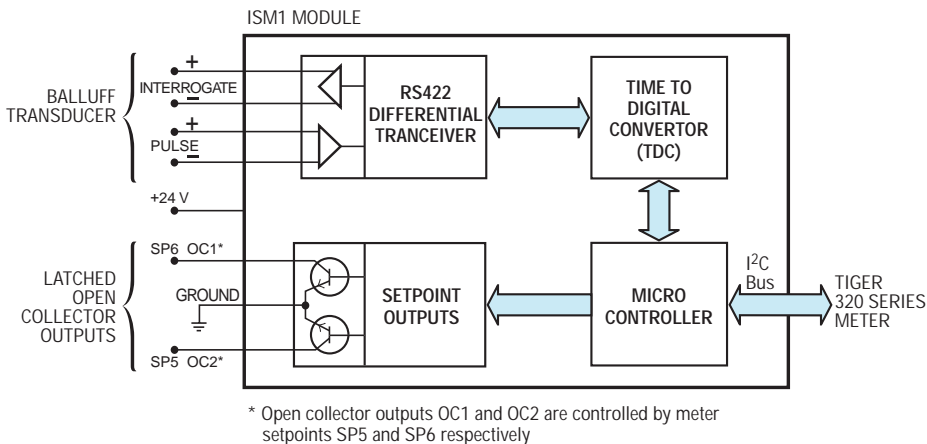 ISM1 MODULE
BALLUFF
TRANSDUCER
+
INTERROGATE
–
+
PULSE
–
+24 V
RS422
DIFFERENTIAL
TRANCEIVER
TIME TO
DIGITAL
CONVERTOR
(TDC)
LATCHED
OPEN
COLLECTOR
OUTPUTS
SP6 OC1*
GROUND
SP5 OC2*
SETPOINT
OUTPUTS
MICRO
CONTROLLER
I²C
Bus
TIGER
320 SERIES
METER
* Open collector outputs OC1 and OC2 are controlled by meter
setpoints SP5 and SP6 respectively